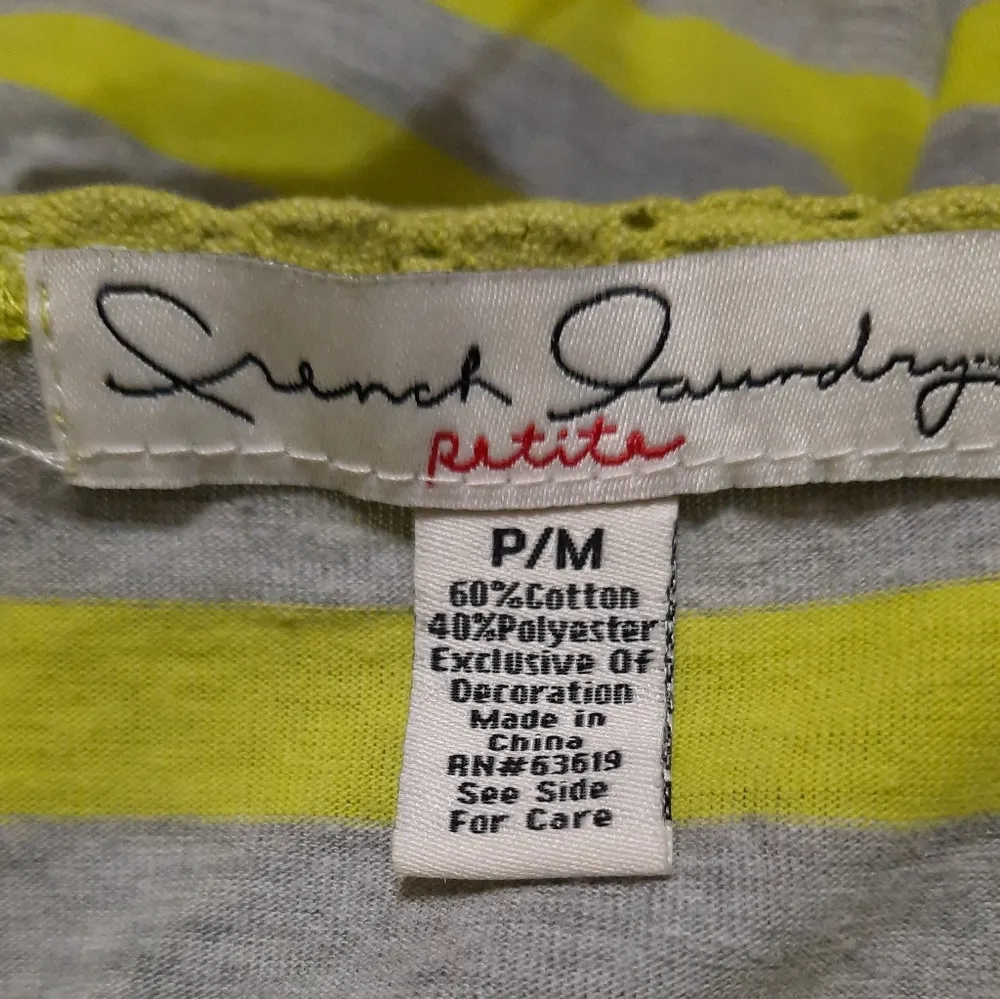 French Laundry
petite
P/M
60%Cotton
40%Polyester
Exclusive Of
Decoration
Made in
China
RN#63619
See Side
For Care